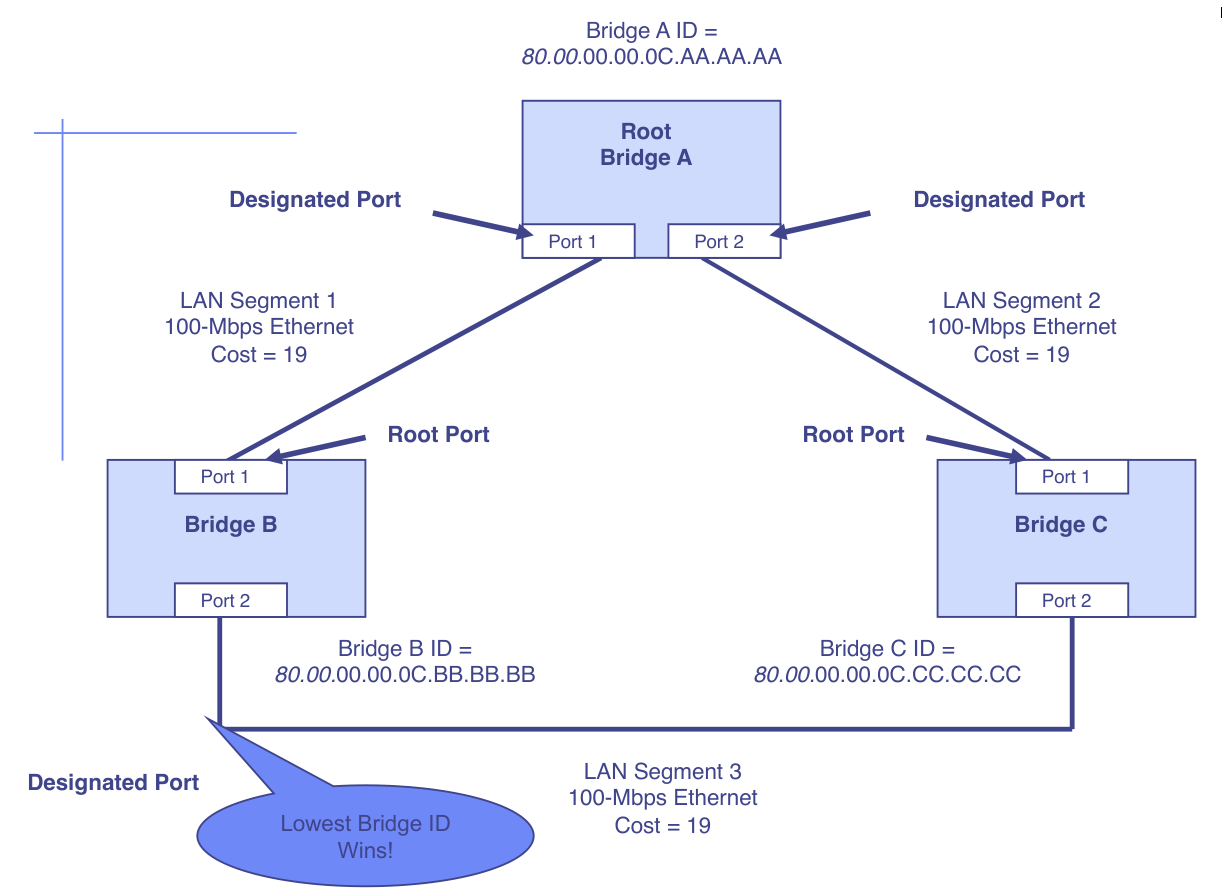 Bridge A ID =
80.00.00.00.0C.AA.AA.AA
Root
Bridge A
Designated Port
Designated Port
Port 1
Port 2
LAN Segment 1
100-Mbps Ethernet
Cost = 19
LAN Segment 2
100-Mbps Ethernet
Cost = 19
Root Port
Root Port
Port 1
Bridge B
Port 2
Port 1
Bridge C
Port 2
Bridge B ID =
80.00.00.00.0C.BB.BB.BB
Bridge C ID =
80.00.00.00.0C.CC.CC.CC
Designated Port
Lowest Bridge ID
Wins!
LAN Segment 3
100-Mbps Ethernet
Cost = 19